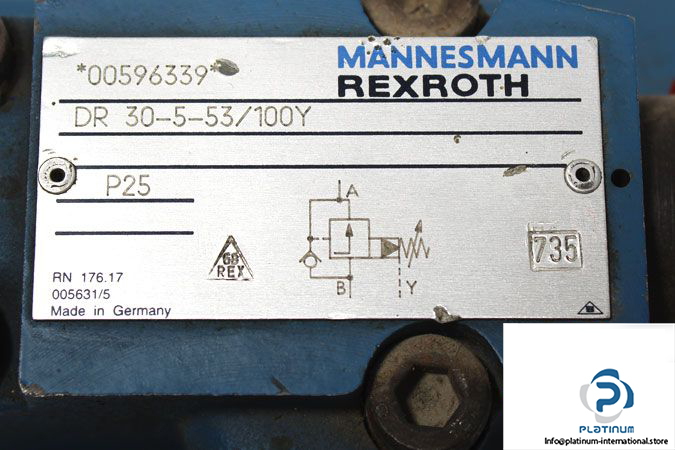 *00596339*
MANNESMANN
REXROTH
DR 30-5-53/100Y
P25
A
B
Y
68
REX
735
RN 176.17
005631/5
Made in Germany
PLATINUM
Info@platinum-international.store